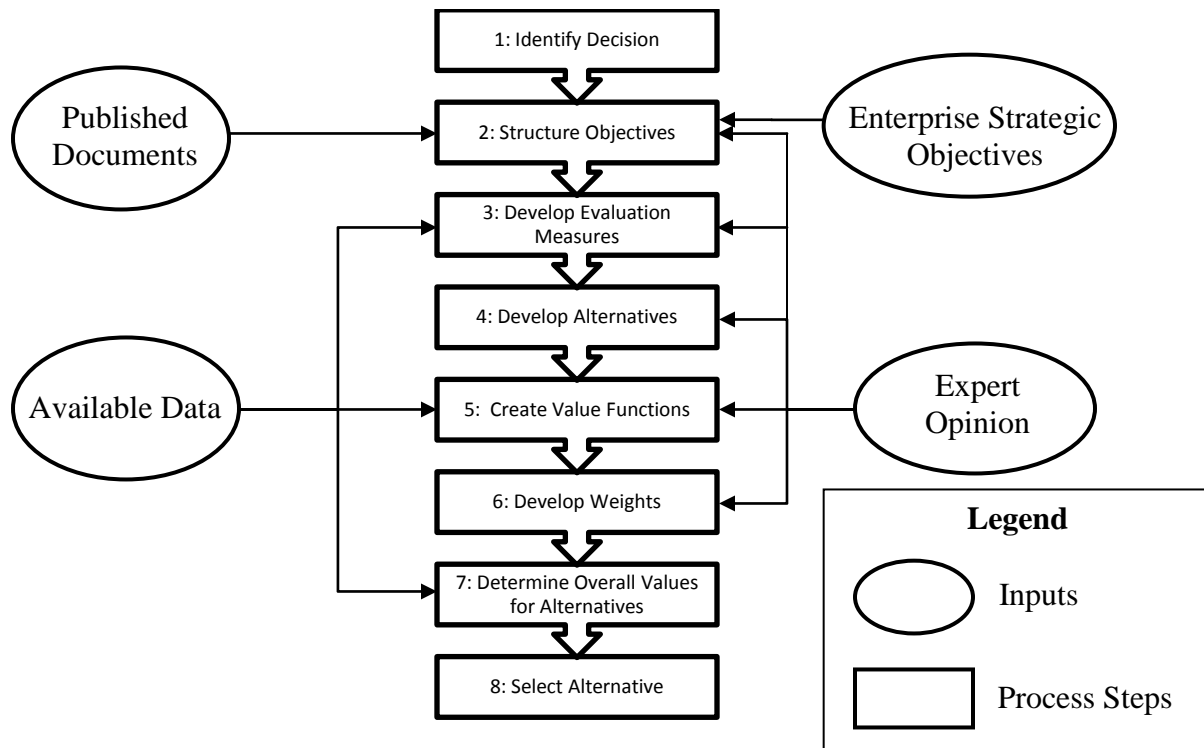 1: Identify Decision
Published
Documents
2: Structure Objectives
Enterprise Strategic
Objectives
3: Develop Evaluation
Measures
4: Develop Alternatives
Available Data
5:  Create Value Functions
Expert
Opinion
6: Develop Weights
7: Determine Overall Values
for Alternatives
8: Select Alternative
Legend
Inputs
Process Steps